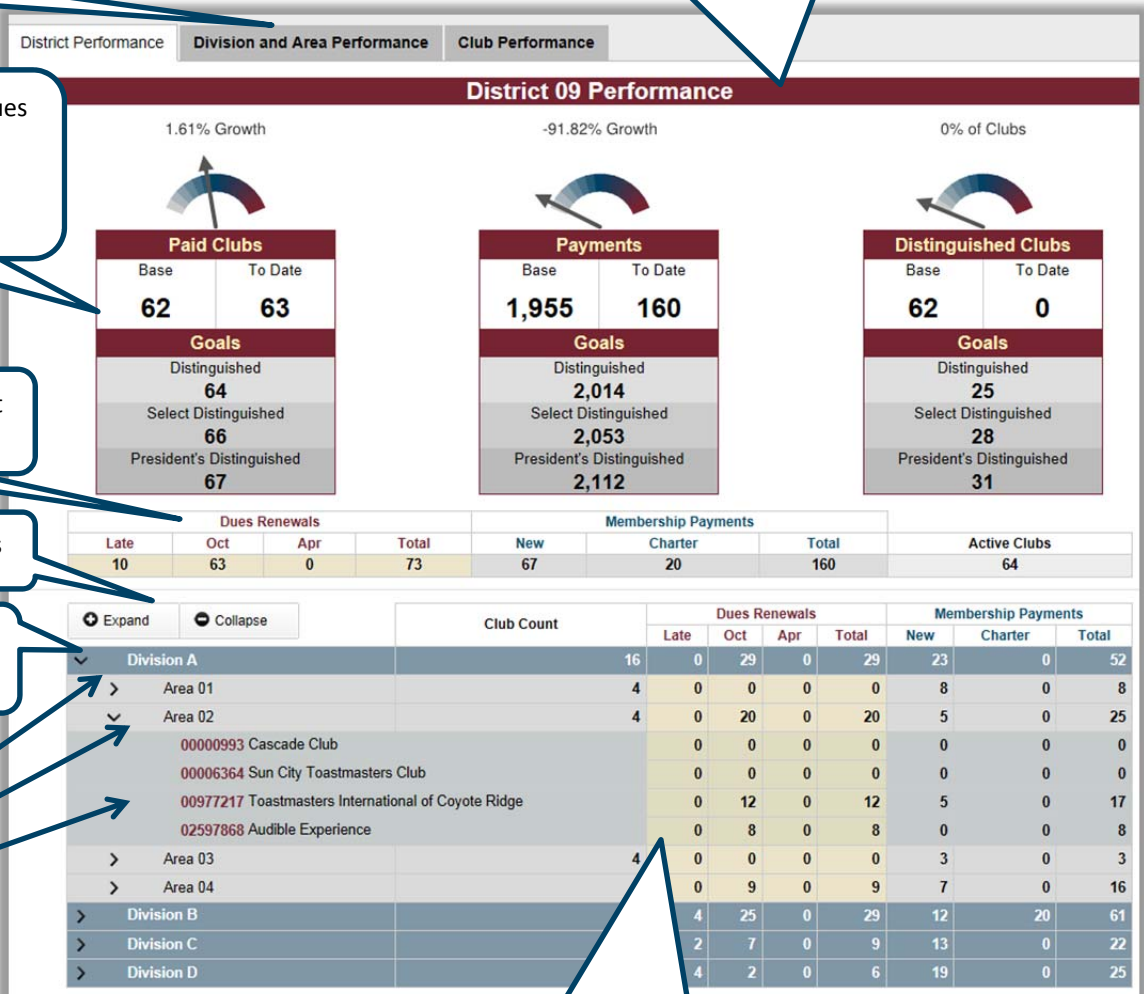 District Performance Division and Area Performance Club Performance
District 09 Performance
1.61% Growth -91.82% Growth 0% of Clubs
Paid Clubs Payments Distinguished Clubs
Base To Date Base To Date Base To Date
62 63 1,955 160 62 0
Goals Goals Goals
Distinguished Distinguished Distinguished
64 2,014 25
Select Distinguished Select Distinguished Select Distinguished
66 2,053 28
President's Distinguished President's Distinguished President's Distinguished
67 2,112 31
Dues Renewals Membership Payments
Late Oct Apr Total New Charter Total Active Clubs
10 63 0 73 67 20 160 64
Expand Collapse Club Count Dues Renewals Membership Payments
Late Oct Apr Total New Charter Total
Division A 16 0 29 0 29 23 0 52
Area 01 4 0 0 0 0 8 0 8
Area 02 4 0 20 0 20 5 0 25
00000993 Cascade Club 0 0 0 0 0 0 0
00006364 Sun City Toastmasters Club 0 0 0 0 0 0 0
00977217 Toastmasters International of Coyote Ridge 0 12 0 12 5 0 17
02597868 Audible Experience 0 8 0 8 0 0 8
Area 03 4 0 0 0 0 3 0 3
Area 04 0 9 0 9 7 0 16
Division B 4 25 0 29 12 20 61
Division C 2 7 0 9 13 0 22
Division D 4 2 0 6 19 0 25